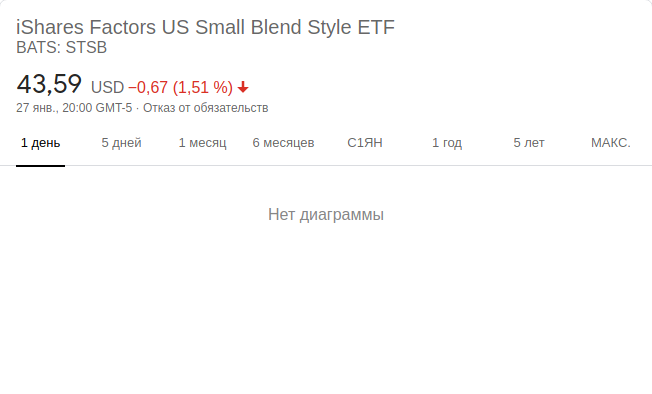 iShares Factors US Small Blend Style ETF
BATS: STSB
43,59 USD −0,67 (1,51 %)
27 янв., 20:00 GMT-5 · Отказ от обязательств
1 день 5 дней 1 месяц 6 месяцев С1ЯН 1 год 5 лет МАКС.
Нет диаграммы